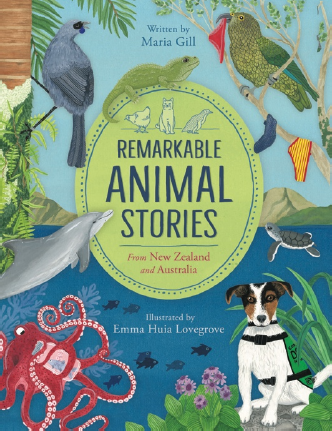 Written by
Maria Gill
REMARKABLE
ANIMAL
STORIES
From New Zealand
and Australia
Illustrated by
Emma Huia Lovegrove